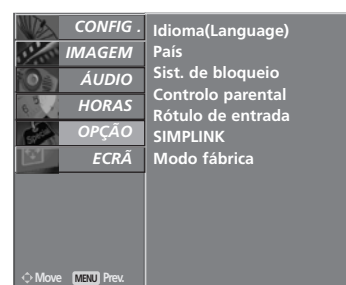 CONFIG .
IMAGEM
ÁUDIO
HORAS
OPÇÃO
ECRÃ
Idioma(Language)
País
Sist. de bloqueio
Controlo parental
Rótulo de entrada
SIMPLINK
Modo fábrica
Move MENU Prev.